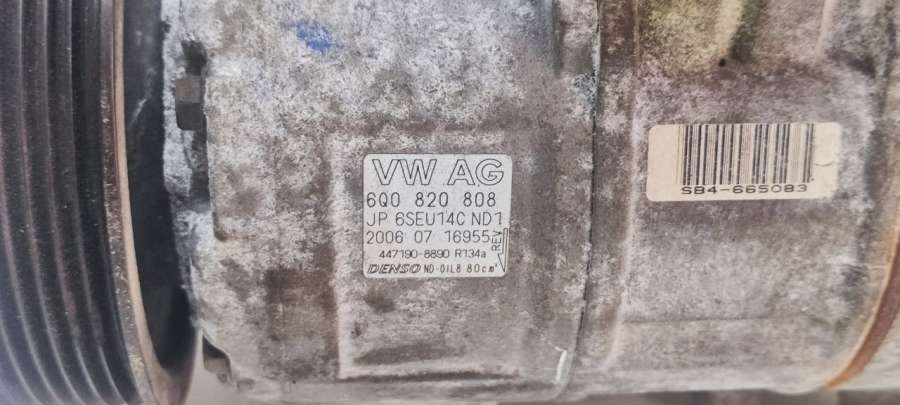 VW AG
6Q0 820 808
JP 6SEU14C ND1
2006 07 16955
REV
447190-8890 R134a
DENSO ND-OIL8 80cm³
SB4-665083